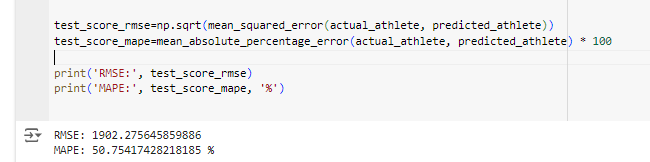 test_score_rmse=np.sqrt(mean_squared_error(actual_athlete, predicted_athlete))
test_score_mape=mean_absolute_percentage_error(actual_athlete, predicted_athlete) * 100
print('RMSE:', test_score_rmse)
print('MAPE:', test_score_mape, '%')
RMSE: 1902.275645859886
MAPE: 50.75417428218185 %